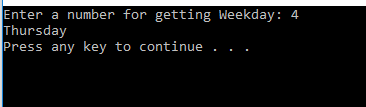 Enter a number for getting Weekday: 4
Thursday
Press any key to continue . . .